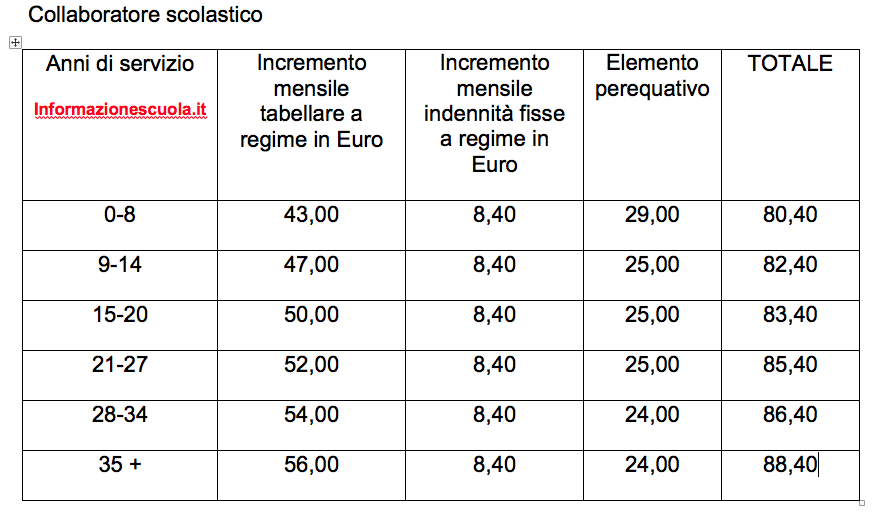 Collaboratore scolastico
Anni di servizio
Informazionescuola.it
Incremento
mensile
tabellare a
regime in Euro
Incremento
mensile
indennità fisse
a regime in
Euro
Elemento
perequativo
TOTALE
0-8 43,00 8,40 29,00 80,40
9-14 47,00 8,40 25,00 82,40
15-20 50,00 8,40 25,00 83,40
21-27 52,00 8,40 25,00 85,40
28-34 54,00 8,40 24,00 86,40
35 + 56,00 8,40 24,00 88,40